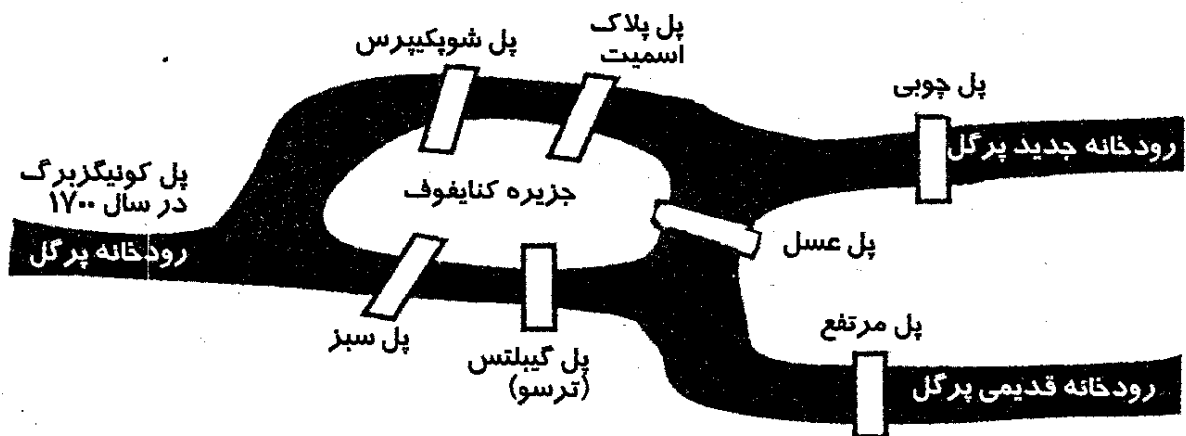 پل شوپکیپرس
پل پلاک
اسمیت
پل چوبی
رودخانه جدید پرگل
پل کونیگزبرگ
در سال ۱۷۰۰
جزیره کنایفوف
پل عسل
رودخانه پرگل
پل سبز
پل گیبلتس
(ترسو)
پل مرتفع
رودخانه قدیمی پرگل